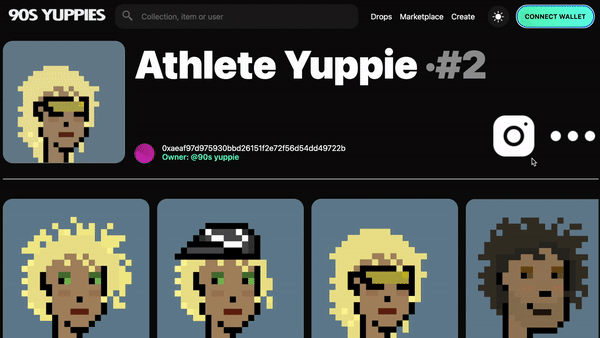 90S YUPPIES
Collection, item or user
Drops
Marketplace
Create
CONNECT WALLET
Athlete Yuppie ·#2
0xaeaf97d975930bbd26151f2e72f56d54dd49722b
Owner: @90s yuppie